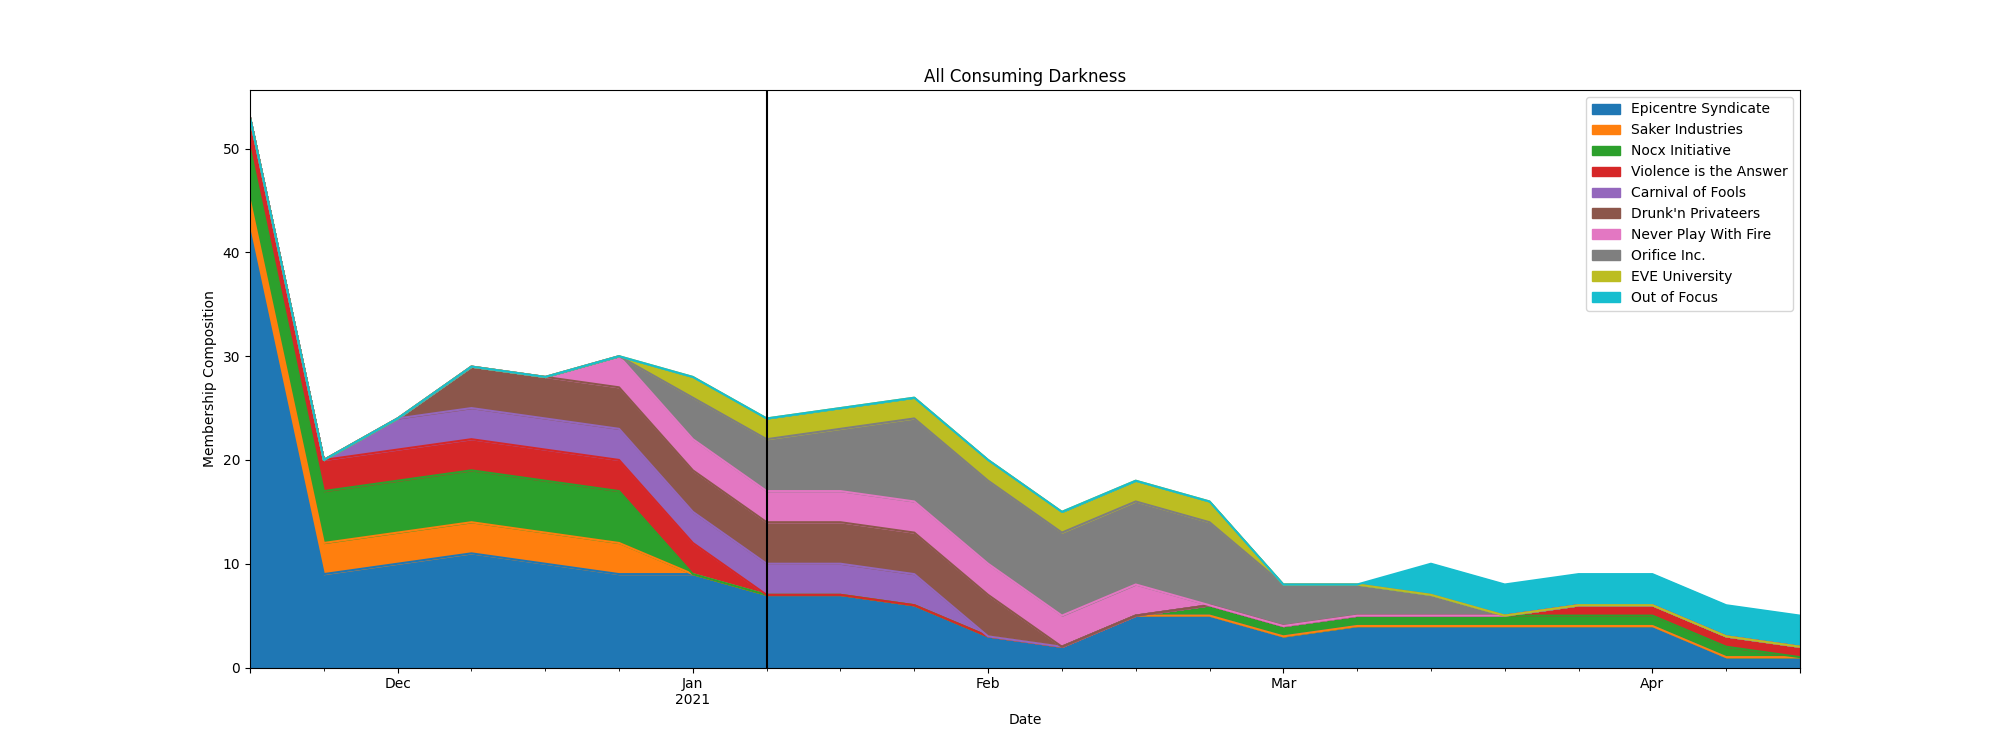 All Consuming Darkness
Epicentre Syndicate
Saker Industries
Nocx Initiative
Violence is the Answer
Carnival of Fools
Drunk'n Privateers
Never Play With Fire
Orifice Inc.
EVE University
Out of Focus
Membership Composition
50
40
30
20
10
0
Dec
Jan
2021
Feb
Mar
Apr
Date